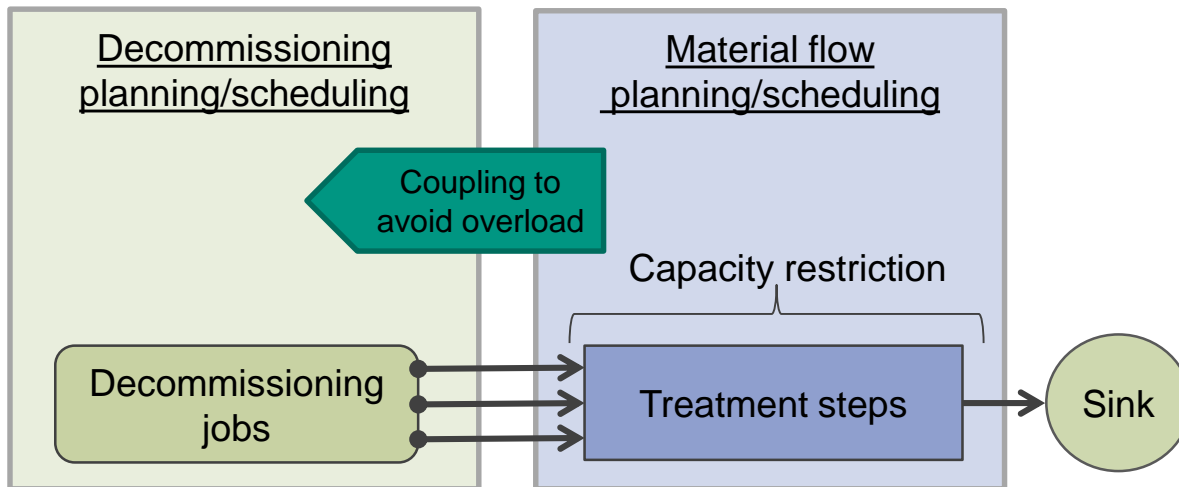 Decommissioning
planning/scheduling
Material flow
planning/scheduling
Coupling to
avoid overload
Capacity restriction
Decommissioning
jobs
Treatment steps
Sink